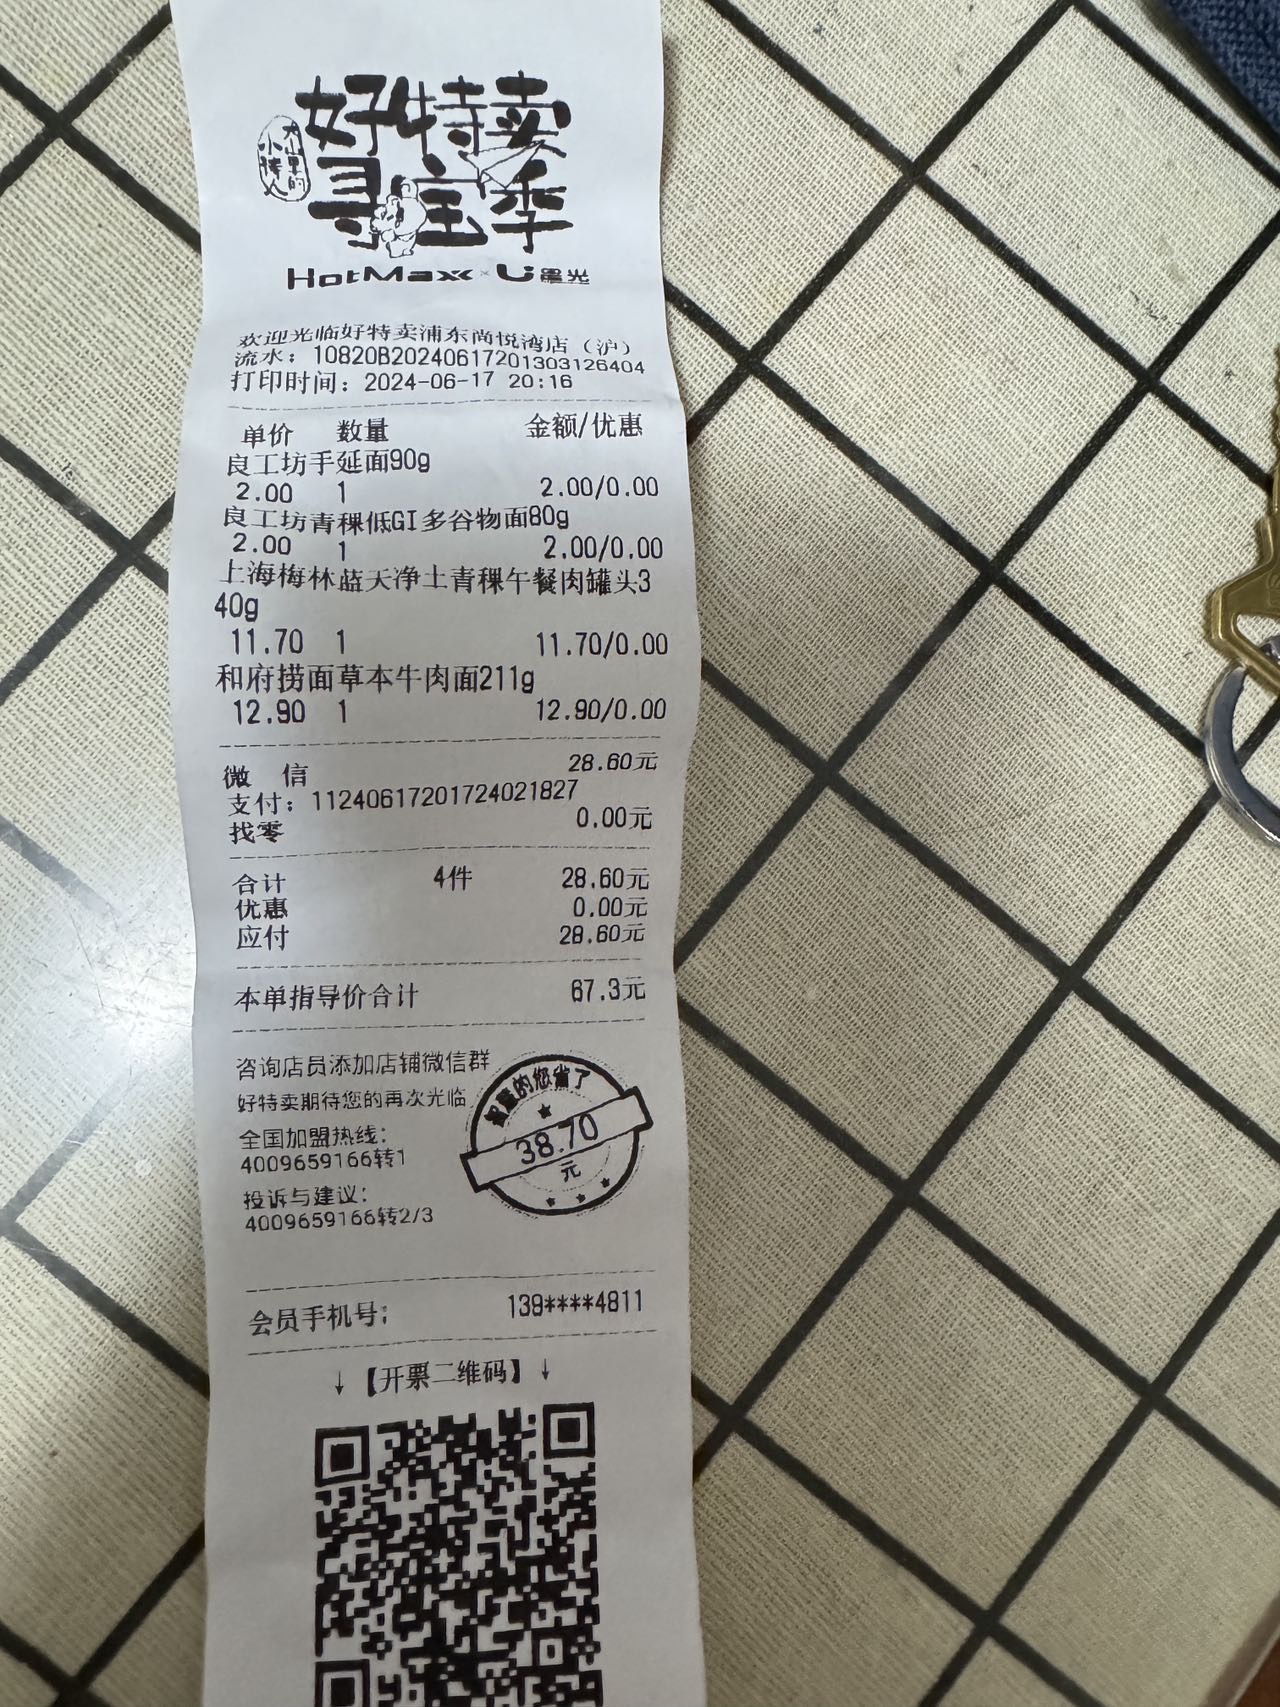 好特卖
大山里的
小猪人
寻宝季
HotMaxx × U 墨光
欢迎光临好特卖浦东尚悦湾店（沪）
流水：10820B20240617201303126404
打印时间：2024-06-17 20:16
单价 数量 金额/优惠
良工坊手延面90g
2.00 1 2.00/0.00
良工坊青稞低GI多谷物面80g
2.00 1 2.00/0.00
上海梅林蓝天净土青稞午餐肉罐头3
40g
11.70 1 11.70/0.00
和府捞面草本牛肉面211g
12.90 1 12.90/0.00
微 信 28.60元
支付：11240617201724021827
找零 0.00元
合计 4件 28.60元
优惠 0.00元
应付 28.60元
本单指导价合计 67.3元
咨询店员添加店铺微信群
好特卖期待您的再次光临
全国加盟热线：
4009659166转1
投诉与建议：
4009659166转2/3
智慧的您省了
38.70
元
会员手机号： 139****4811
↓【开票二维码】↓